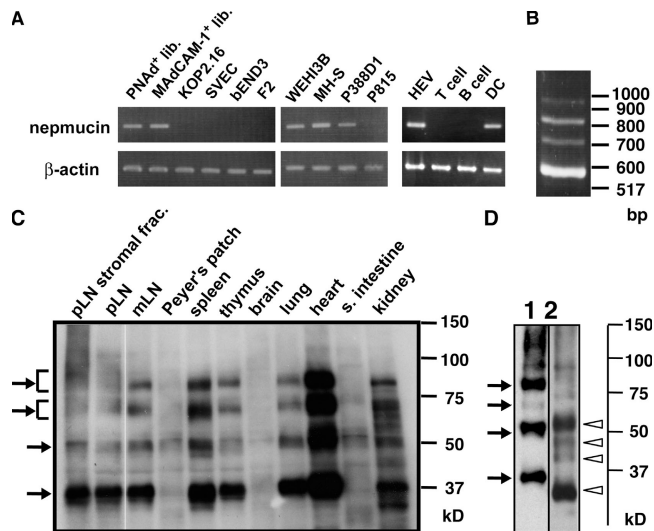 A
PNAd+ lib.
MAdCAM-1+ lib.
KOP2.16
SVEC
bEND3
F2
WEHI3B
MH-S
P388D1
P815
HEV
T cell
B cell
DC
nepmucin
β-actin
B
1000
900
800
700
600
517
bp
C
pLN stromal frac.
pLN
mLN
Peyer's patch
spleen
thymus
brain
lung
heart
s. intestine
kidney
150
100
75
50
37
kD
D
1 2
150
100
75
50
37
kD